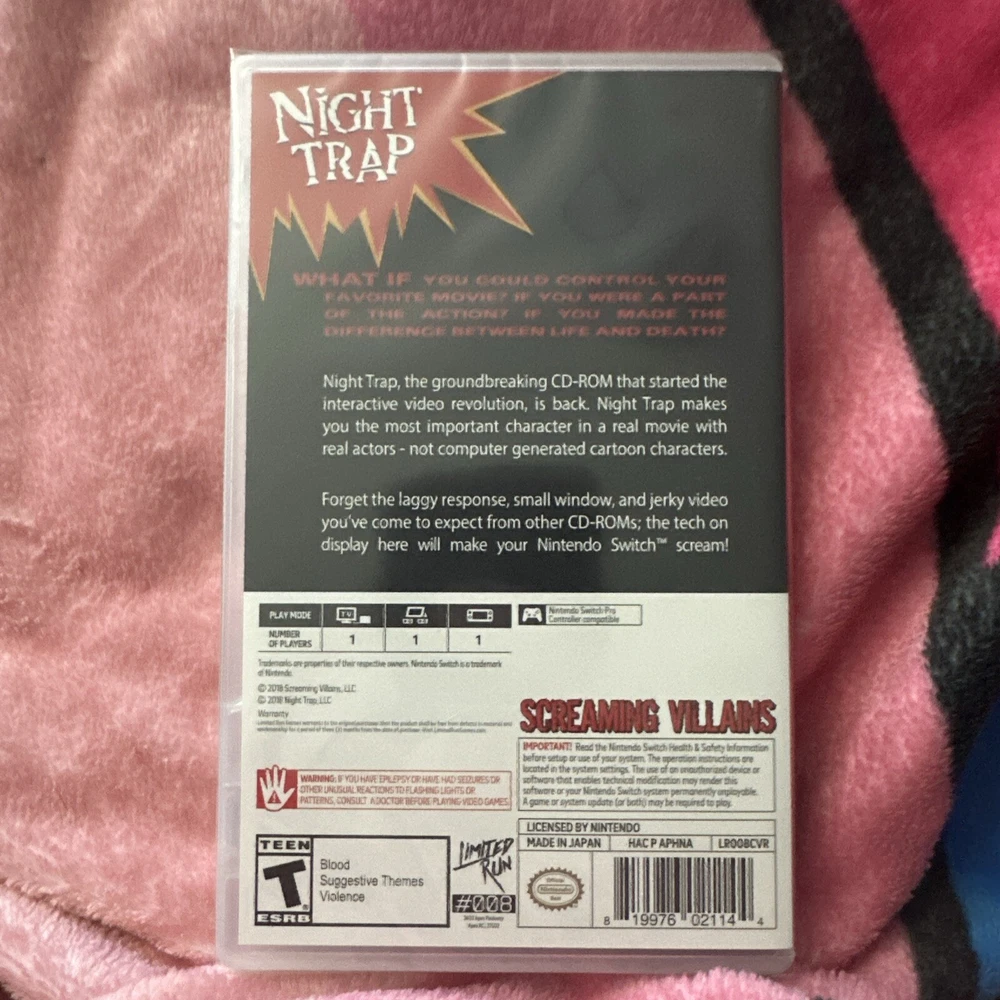 NIGHT
TRAP
WHAT IF YOU COULD CONTROL YOUR
FAVORITE MOVIE? IF YOU WERE A PART
OF THE ACTION? IF YOU MADE THE
DIFFERENCE BETWEEN LIFE AND DEATH?
Night Trap, the groundbreaking CD-ROM that started the
interactive video revolution, is back. Night Trap makes
you the most important character in a real movie with
real actors - not computer generated cartoon characters.
Forget the laggy response, small window, and jerky video
you've come to expect from other CD-ROMs; the tech on
display here will make your Nintendo Switch™ scream!
PLAY MODE
TV
NUMBER
OF PLAYERS
1 1 1
Nintendo Switch Pro
Controller compatible
Trademarks are properties of their respective owners. Nintendo Switch is a trademark
of Nintendo.
© 2018 Screaming Villains, LLC
© 2018 Night Trap, LLC
Warranty
SCREAMING VILLAINS
IMPORTANT! Read the Nintendo Switch Health & Safety Information
before setup or use of your system. The operation instructions are
located in the system settings. The use of an unauthorized device or
software that enables technical modification may render this
software or your Nintendo Switch system permanently unplayable.
A game or system update (or both) may be required to play.
WARNING: IF YOU HAVE EPILEPSY OR HAVE HAD SEIZURES OR
OTHER UNUSUAL REACTIONS TO FLASHING LIGHTS OR
PATTERNS, CONSULT A DOCTOR BEFORE PLAYING VIDEO GAMES.
TEEN
T
®
ESRB
Blood
Suggestive Themes
Violence
LIMITED
RUN
#008
LICENSED BY NINTENDO
MADE IN JAPAN HAC P APHNA LR008CVR
Official
Nintendo
Seal
8 19976 02114 4